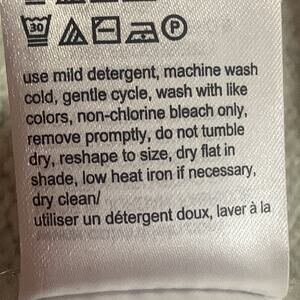 30 P
use mild detergent, machine wash
cold, gentle cycle, wash with like
colors, non-chlorine bleach only,
remove promptly, do not tumble
dry, reshape to size, dry flat in
shade, low heat iron if necessary,
dry clean/
utiliser un détergent doux, laver à la